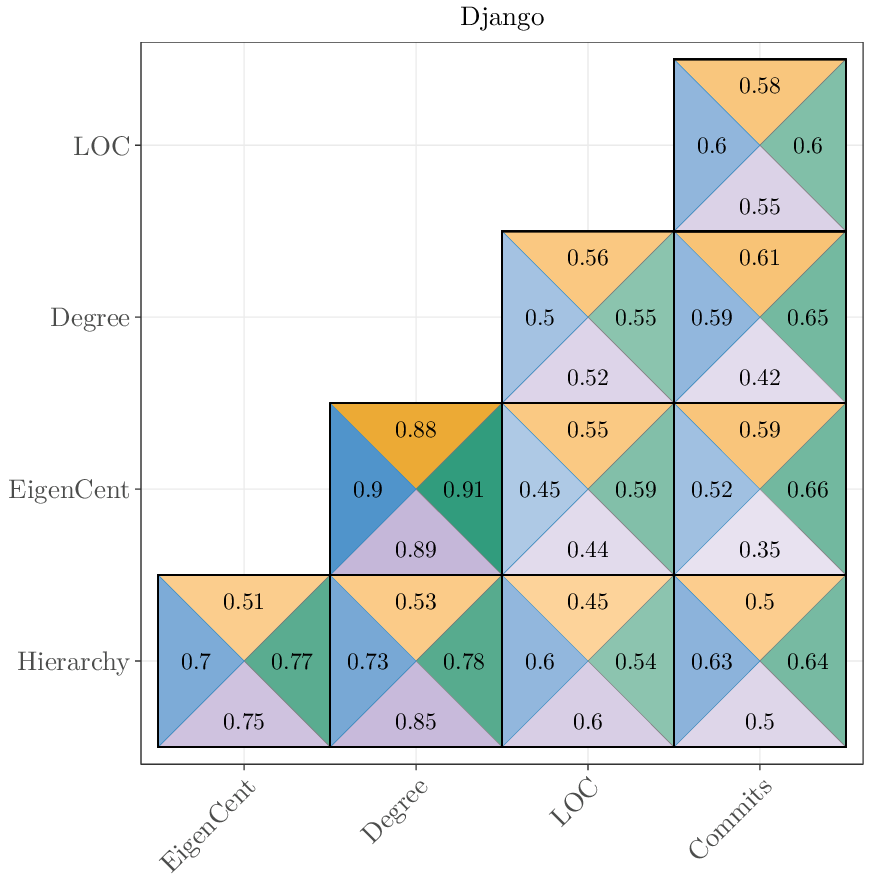 Django
0.58
LOC 0.6 0.6
0.55
0.56 0.61
Degree 0.5 0.55 0.59 0.65
0.52 0.42
0.88 0.55 0.59
EigenCent 0.9 0.91 0.45 0.59 0.52 0.66
0.89 0.44 0.35
0.51 0.53 0.45 0.5
Hierarchy 0.7 0.77 0.73 0.78 0.6 0.54 0.63 0.64
0.75 0.85 0.6 0.5
EigenCent Degree LOC Commits